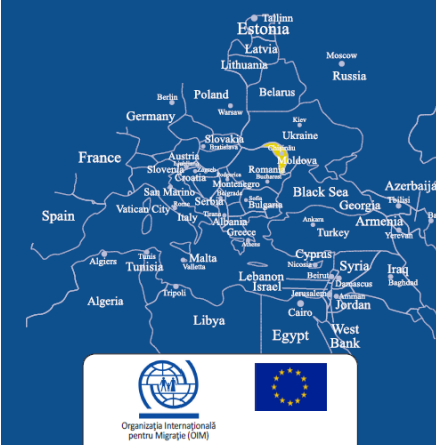 Tallinn
Estonia
Latvia
Lithuania
Moscow
Russia
Berlin
Poland
Belarus
Warsaw
Germany
Kiev
Ukraine
Slovakia
Bratislava
Chişinău
France
Austria
Moldova
Slovenia
Zagreb
Romania
Croatia
Bucharest
Montenegro
San Marino
Belgrade
Serbia
Sofia
Bulgaria
Black Sea
Azerbaijã
Georgia
Tbilisi
Vatican City
Rome
Italy
Tirana
Albania
Spain
Ankara
Turkey
Armenia
Yerevan
Ba
Greece
Athens
Algiers
Tunis
Tunisia
Malta
Valletta
Cyprus
Nicosia
Syria
Iraq
Lebanon
Beirut
Damascus
Baghdad
Israel
Algeria
Tripoli
Jerusalem
Amman
Jordan
Cairo
Libya
Egypt
West
Bank
Organizaţia Internaţională
pentru Migraţie (OIM)